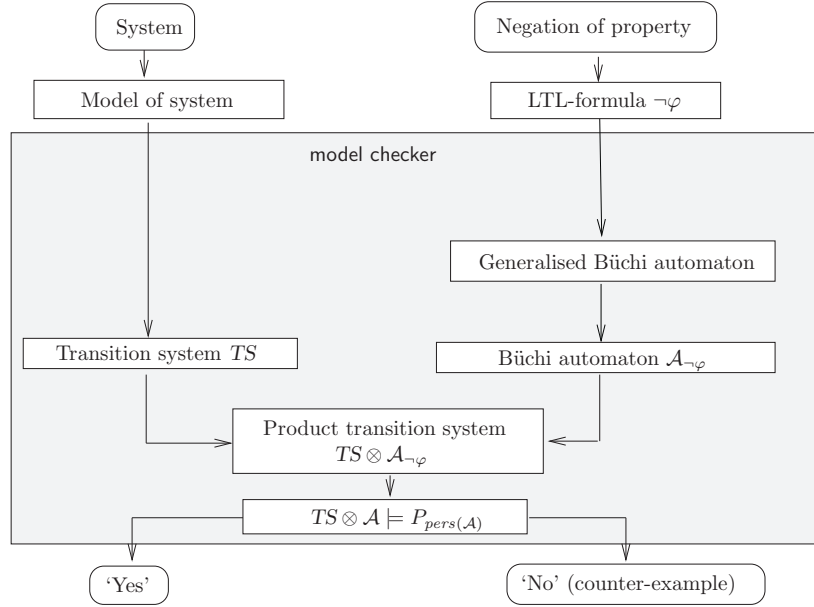 System
Negation of property
Model of system
LTL-formula ¬φ
model checker
Generalised Büchi automaton
Transition system TS
Büchi automaton 𝒜¬φ
Product transition system
TS ⊗ 𝒜¬φ
TS ⊗ 𝒜 ⊨ Ppers(𝒜)
‘Yes’
‘No’ (counter-example)